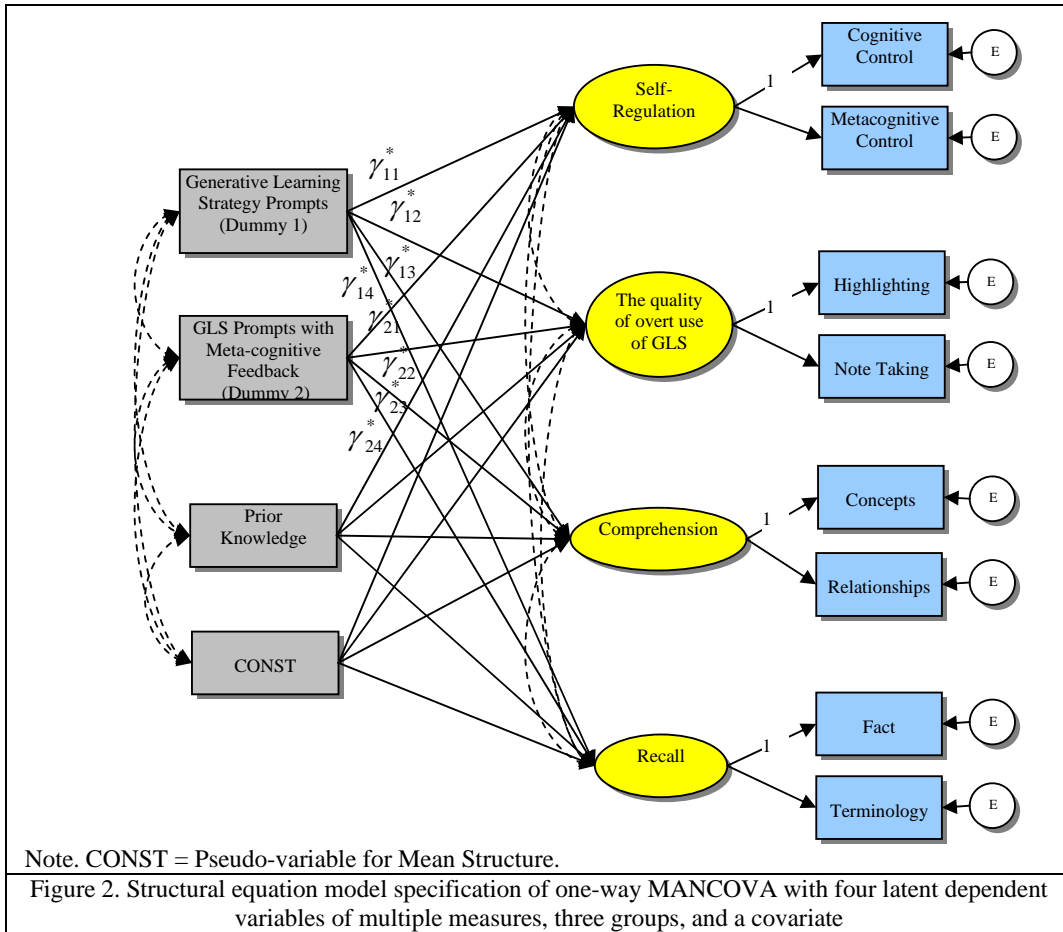 Cognitive
Control
E
1
Self-
Regulation
Metacognitive
Control
E
Generative Learning
Strategy Prompts
(Dummy 1)
γ*11
γ*12
γ*13
γ*14
γ*21
GLS Prompts with
Meta-cognitive
Feedback
(Dummy 2)
γ*22
γ*23
γ*24
The quality
of overt use
of GLS
1
Highlighting
E
Note Taking
E
Prior
Knowledge
Comprehension
1
Concepts
E
Relationships
E
CONST
Recall
1
Fact
E
Terminology
E
Note. CONST = Pseudo-variable for Mean Structure.
Figure 2. Structural equation model specification of one-way MANCOVA with four latent dependent
variables of multiple measures, three groups, and a covariate